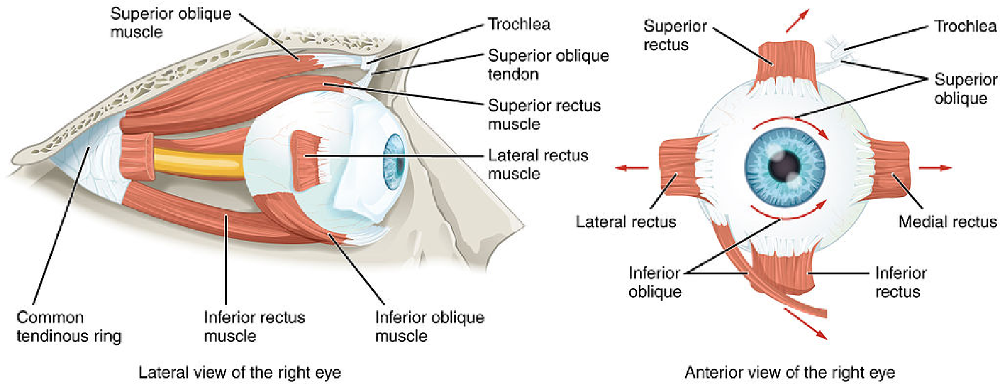 Superior oblique
muscle
Trochlea
Superior oblique
tendon
Superior rectus
muscle
Lateral rectus
muscle
Common
tendinous ring
Inferior rectus
muscle
Inferior oblique
muscle
Lateral view of the right eye
Superior
rectus
Trochlea
Superior
oblique
Lateral rectus
Medial rectus
Inferior
oblique
Inferior
rectus
Anterior view of the right eye